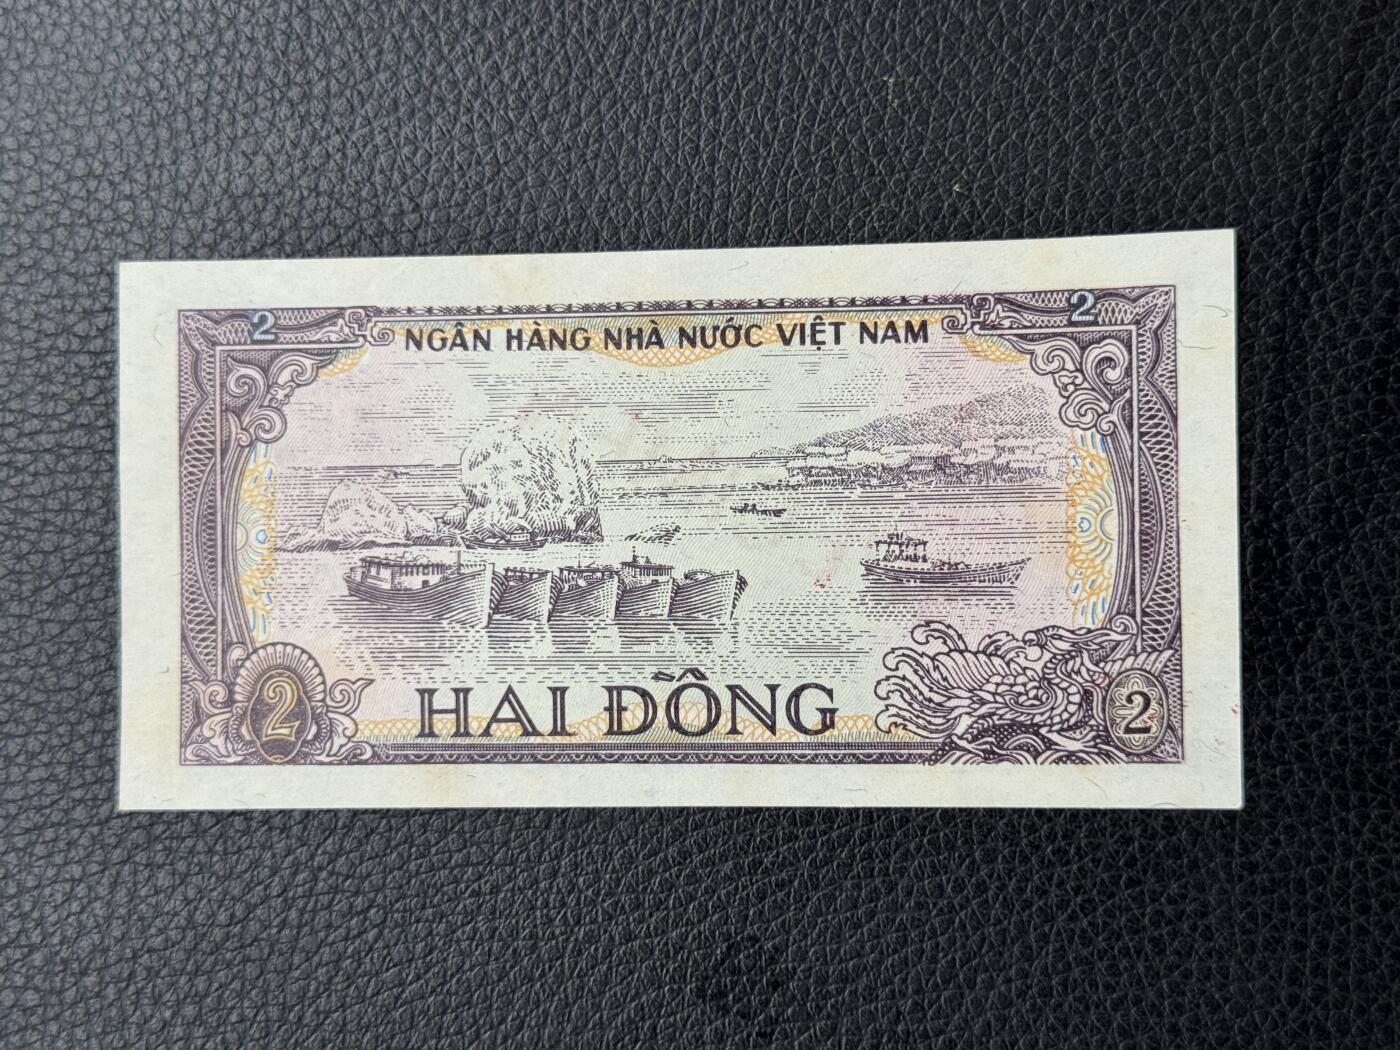 2 2
NGÂN HÀNG NHÀ NƯỚC VIỆT NAM
HAI ĐỒNG
2 2